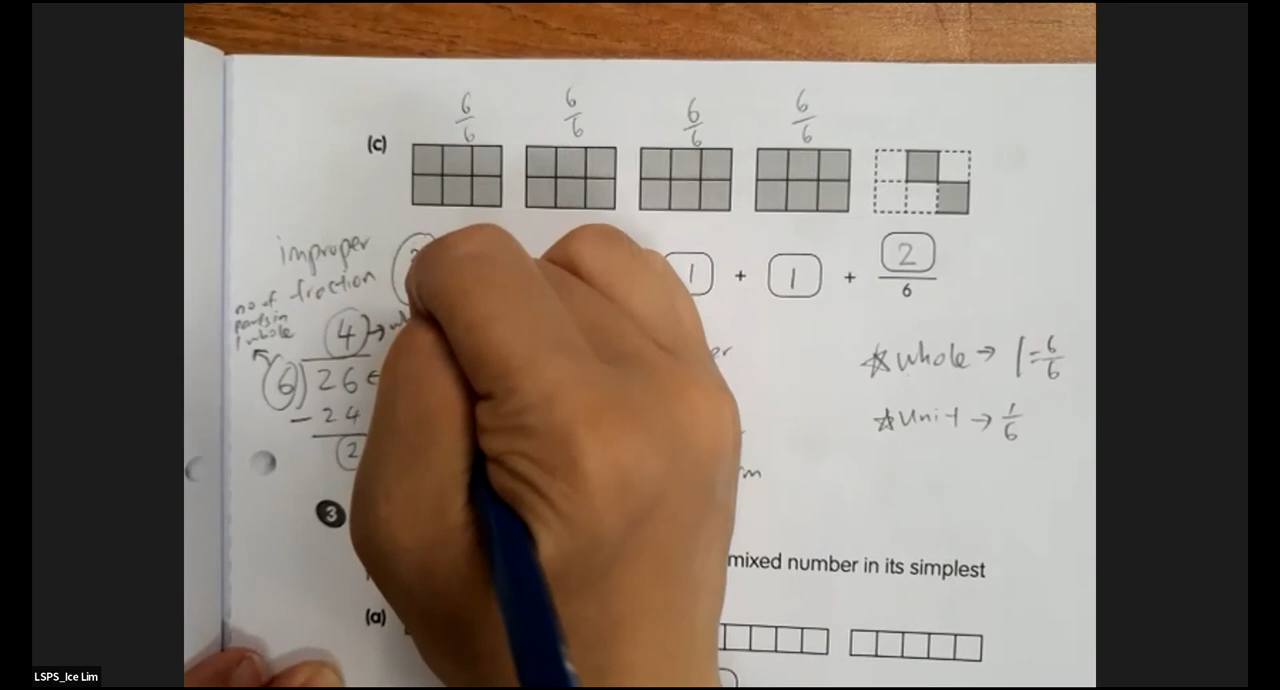 6/6 6/6 6/6 6/6
(c)
improper
fraction
no of
parts in
1 whole
1 + 1 + 2/6
4 →
6) 26 ←
- 24
2
☆ whole → 1 = 6/6
☆ Unit → 1/6
3
mixed number in its simplest
(a)
LSPS_Ice Lim